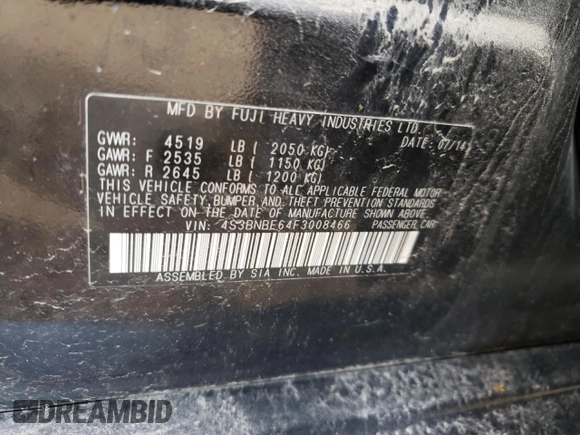 MFD BY FUJI HEAVY INDUSTRIES LTD.
GVWR: 4519 LB ( 2050 KG) DATE: 07/14
GAWR: F 2535 LB ( 1150 KG)
GAWR: R 2645 LB ( 1200 KG)
THIS VEHICLE CONFORMS TO ALL APPLICABLE FEDERAL MOTOR
VEHICLE SAFETY, BUMPER, AND THEFT PREVENTION STANDARDS
IN EFFECT ON THE DATE OF MANUFACTURE SHOWN ABOVE.
VIN: 4S3BNBE64F3008466 PASSENGER CAR
ASSEMBLED BY SIA INC. MADE IN U.S.A.
DREAMBID